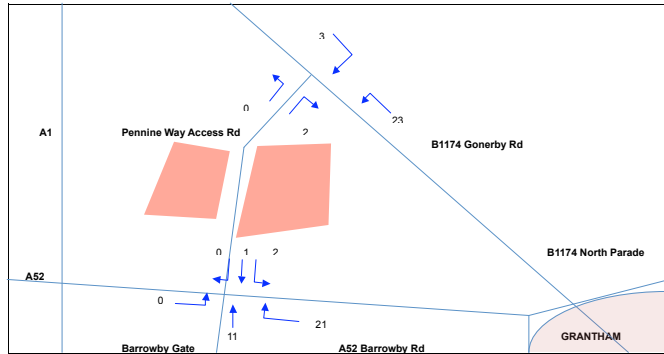 3
0
23
A1
Pennine Way Access Rd
2
B1174 Gonerby Rd
0 1 2
B1174 North Parade
A52
0
21
11
GRANTHAM
Barrowby Gate
A52 Barrowby Rd